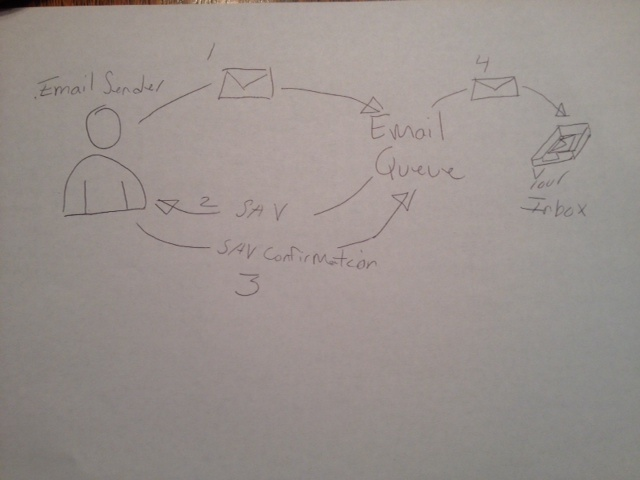 1
4
Email Sender
Email
Queue
Your
Inbox
2
SAV
SAV Confirmation
3